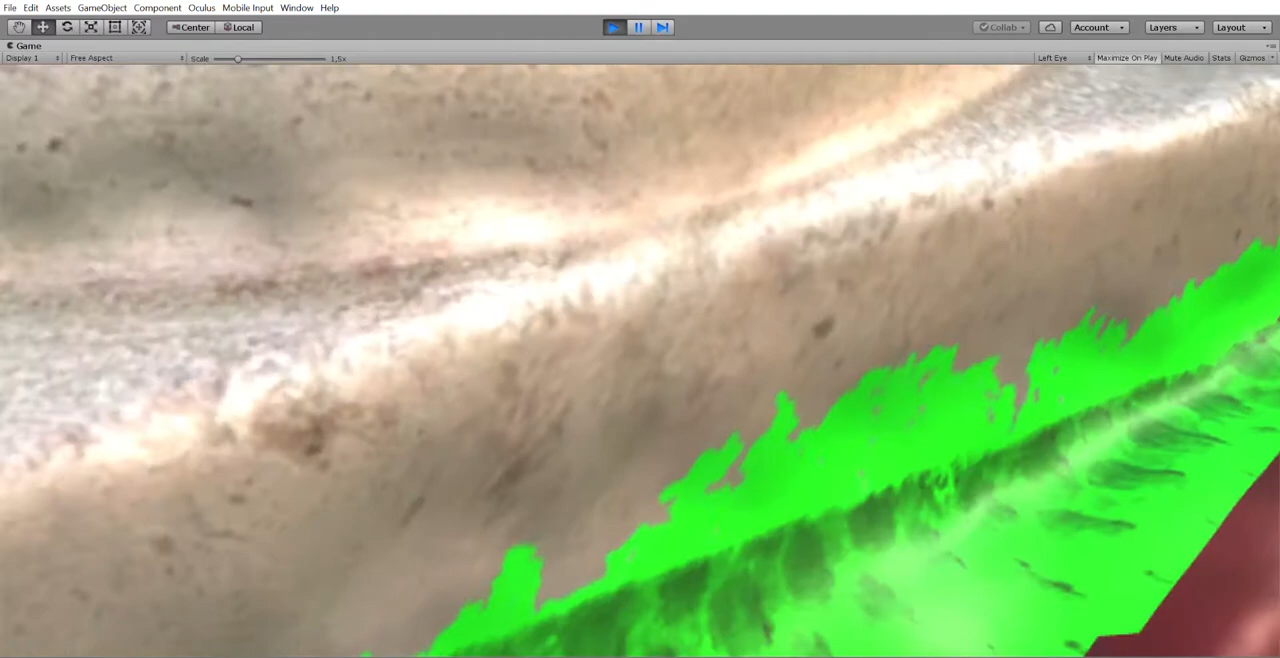 File Edit Assets GameObject Component Oculus Mobile Input Window Help
Center Local Collab Account Layers Layout
Game
Display 1 Free Aspect Scale 1,5x Left Eye Maximize On Play Mute Audio Stats Gizmos